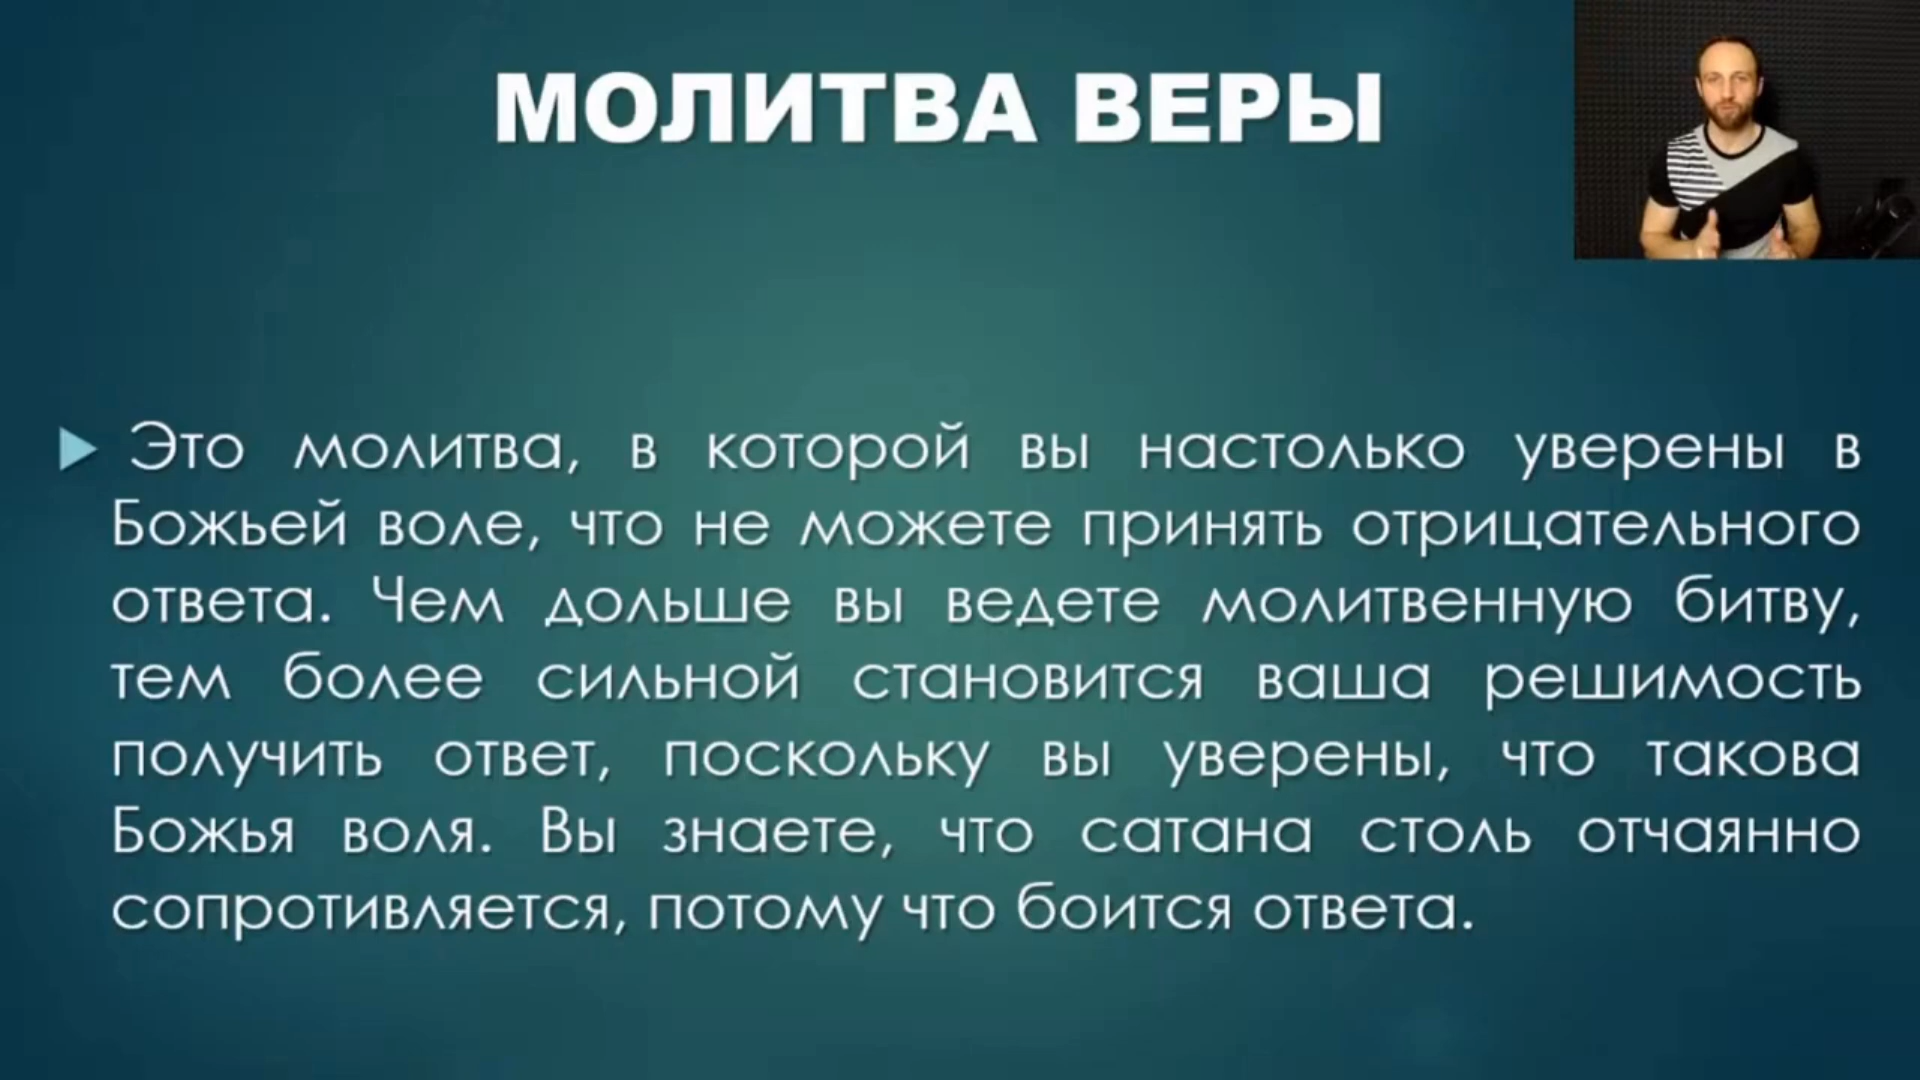 МОЛИТВА ВЕРЫ
Это молитва, в которой вы настолько уверены в
Божьей воле, что не можете принять отрицательного
ответа. Чем дольше вы ведете молитвенную битву,
тем более сильной становится ваша решимость
получить ответ, поскольку вы уверены, что такова
Божья воля. Вы знаете, что сатана столь отчаянно
сопротивляется, потому что боится ответа.